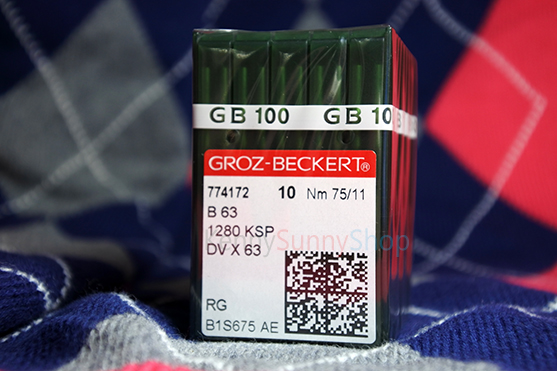 GB 100 GB 10
GROZ-BECKERT®
774172 10 Nm 75/11
B 63
1280 KSP
DV X 63
PennySunnyShop
RG
B1S675 AE